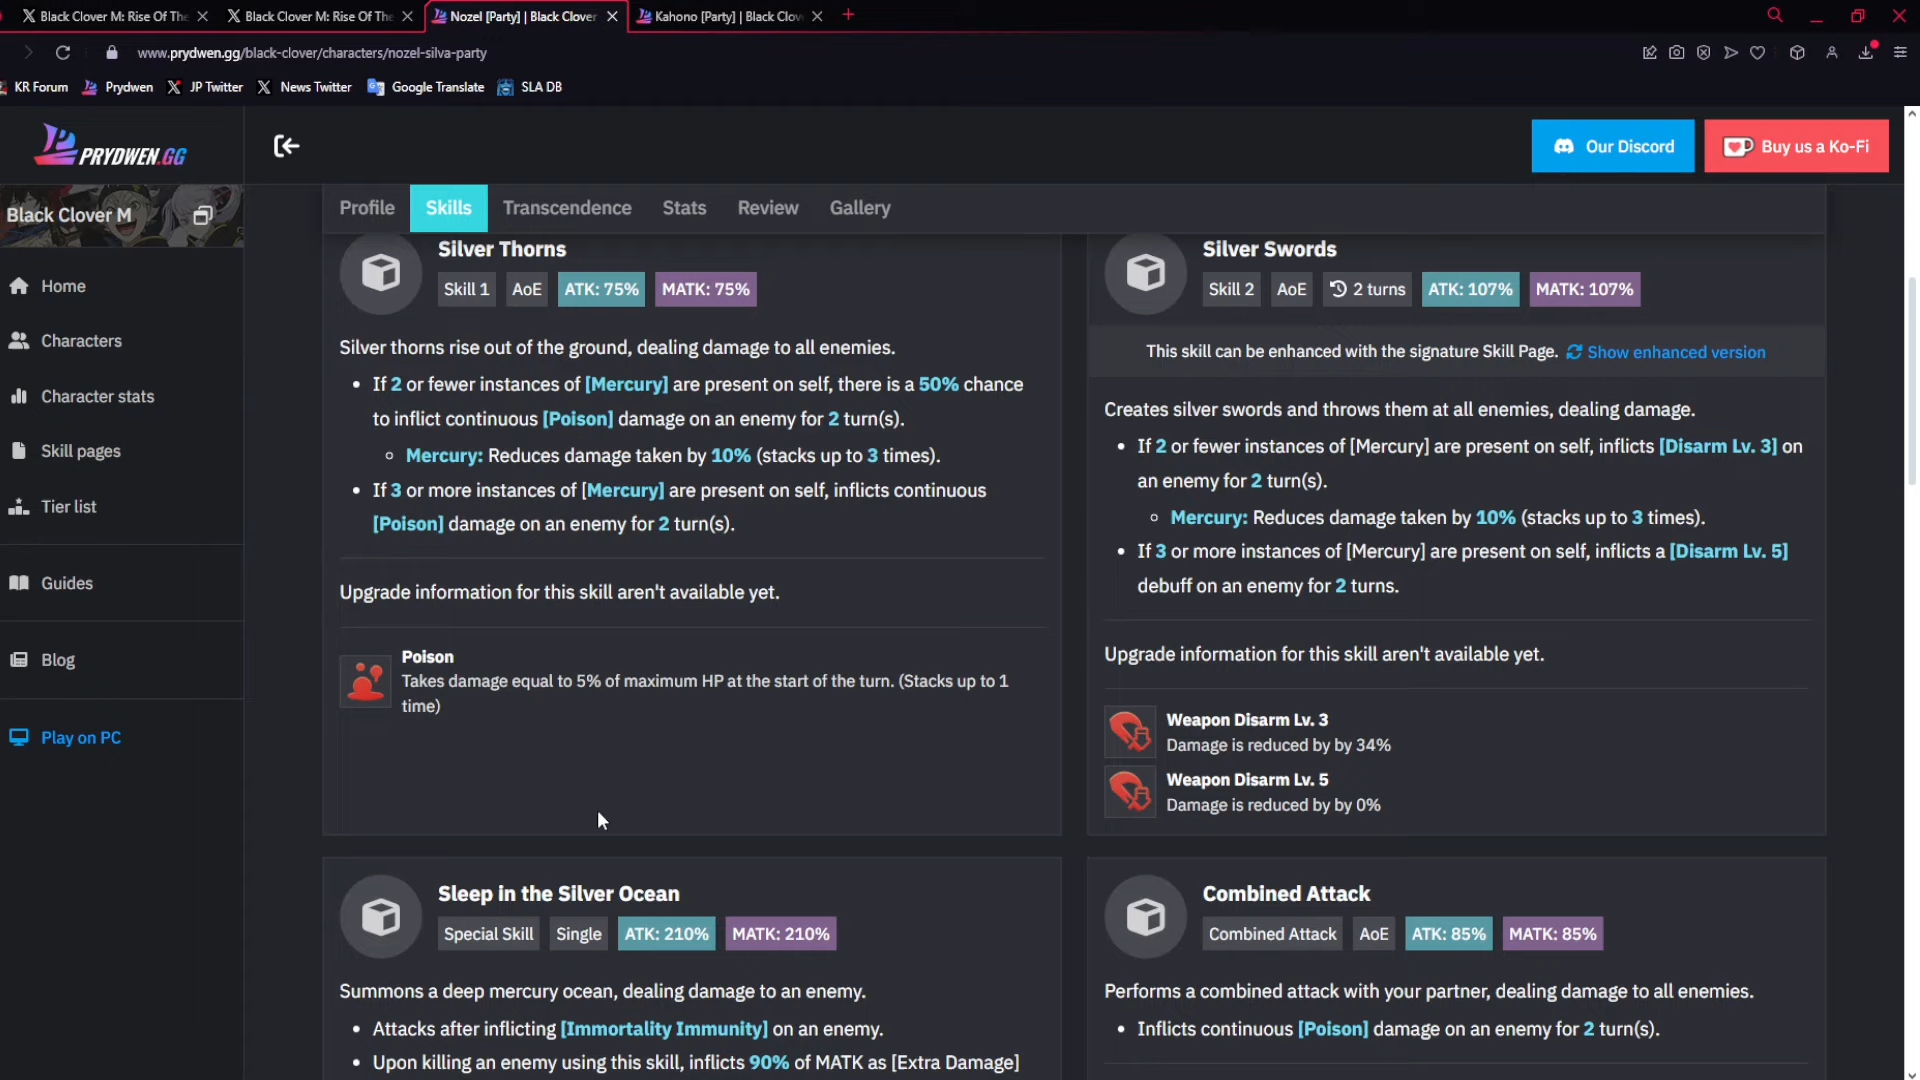 Black Clover M: Rise Of The
Black Clover M: Rise Of The
Nozel [Party] | Black Clover
Kahono [Party] | Black Clov
www.prydwen.gg/black-clover/characters/nozel-silva-party
KR Forum
Prydwen
JP Twitter
News Twitter
Google Translate
SLA DB
PRYDWEN.GG
Our Discord
Buy us a Ko-Fi
Black Clover M
Home
Characters
Character stats
Skill pages
Tier list
Guides
Blog
Play on PC
Profile
Skills
Transcendence
Stats
Review
Gallery
Silver Thorns
Skill 1
AoE
ATK: 75%
MATK: 75%
Silver thorns rise out of the ground, dealing damage to all enemies.
If 2 or fewer instances of [Mercury] are present on self, there is a 50% chance
to inflict continuous [Poison] damage on an enemy for 2 turn(s).
Mercury: Reduces damage taken by 10% (stacks up to 3 times).
If 3 or more instances of [Mercury] are present on self, inflicts continuous
[Poison] damage on an enemy for 2 turn(s).
Upgrade information for this skill aren't available yet.
Poison
Takes damage equal to 5% of maximum HP at the start of the turn. (Stacks up to 1
time)
Silver Swords
Skill 2
AoE
2 turns
ATK: 107%
MATK: 107%
This skill can be enhanced with the signature Skill Page. Show enhanced version
Creates silver swords and throws them at all enemies, dealing damage.
If 2 or fewer instances of [Mercury] are present on self, inflicts [Disarm Lv. 3] on
an enemy for 2 turn(s).
Mercury: Reduces damage taken by 10% (stacks up to 3 times).
If 3 or more instances of [Mercury] are present on self, inflicts a [Disarm Lv. 5]
debuff on an enemy for 2 turns.
Upgrade information for this skill aren't available yet.
Weapon Disarm Lv. 3
Damage is reduced by by 34%
Weapon Disarm Lv. 5
Damage is reduced by by 0%
Sleep in the Silver Ocean
Special Skill
Single
ATK: 210%
MATK: 210%
Summons a deep mercury ocean, dealing damage to an enemy.
Attacks after inflicting [Immortality Immunity] on an enemy.
Upon killing an enemy using this skill, inflicts 90% of MATK as [Extra Damage]
Combined Attack
Combined Attack
AoE
ATK: 85%
MATK: 85%
Performs a combined attack with your partner, dealing damage to all enemies.
Inflicts continuous [Poison] damage on an enemy for 2 turn(s).